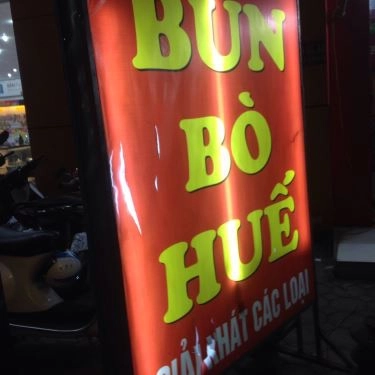 BÚN
BÒ
HUẾ
GIẢI KHÁT CÁC LOẠI